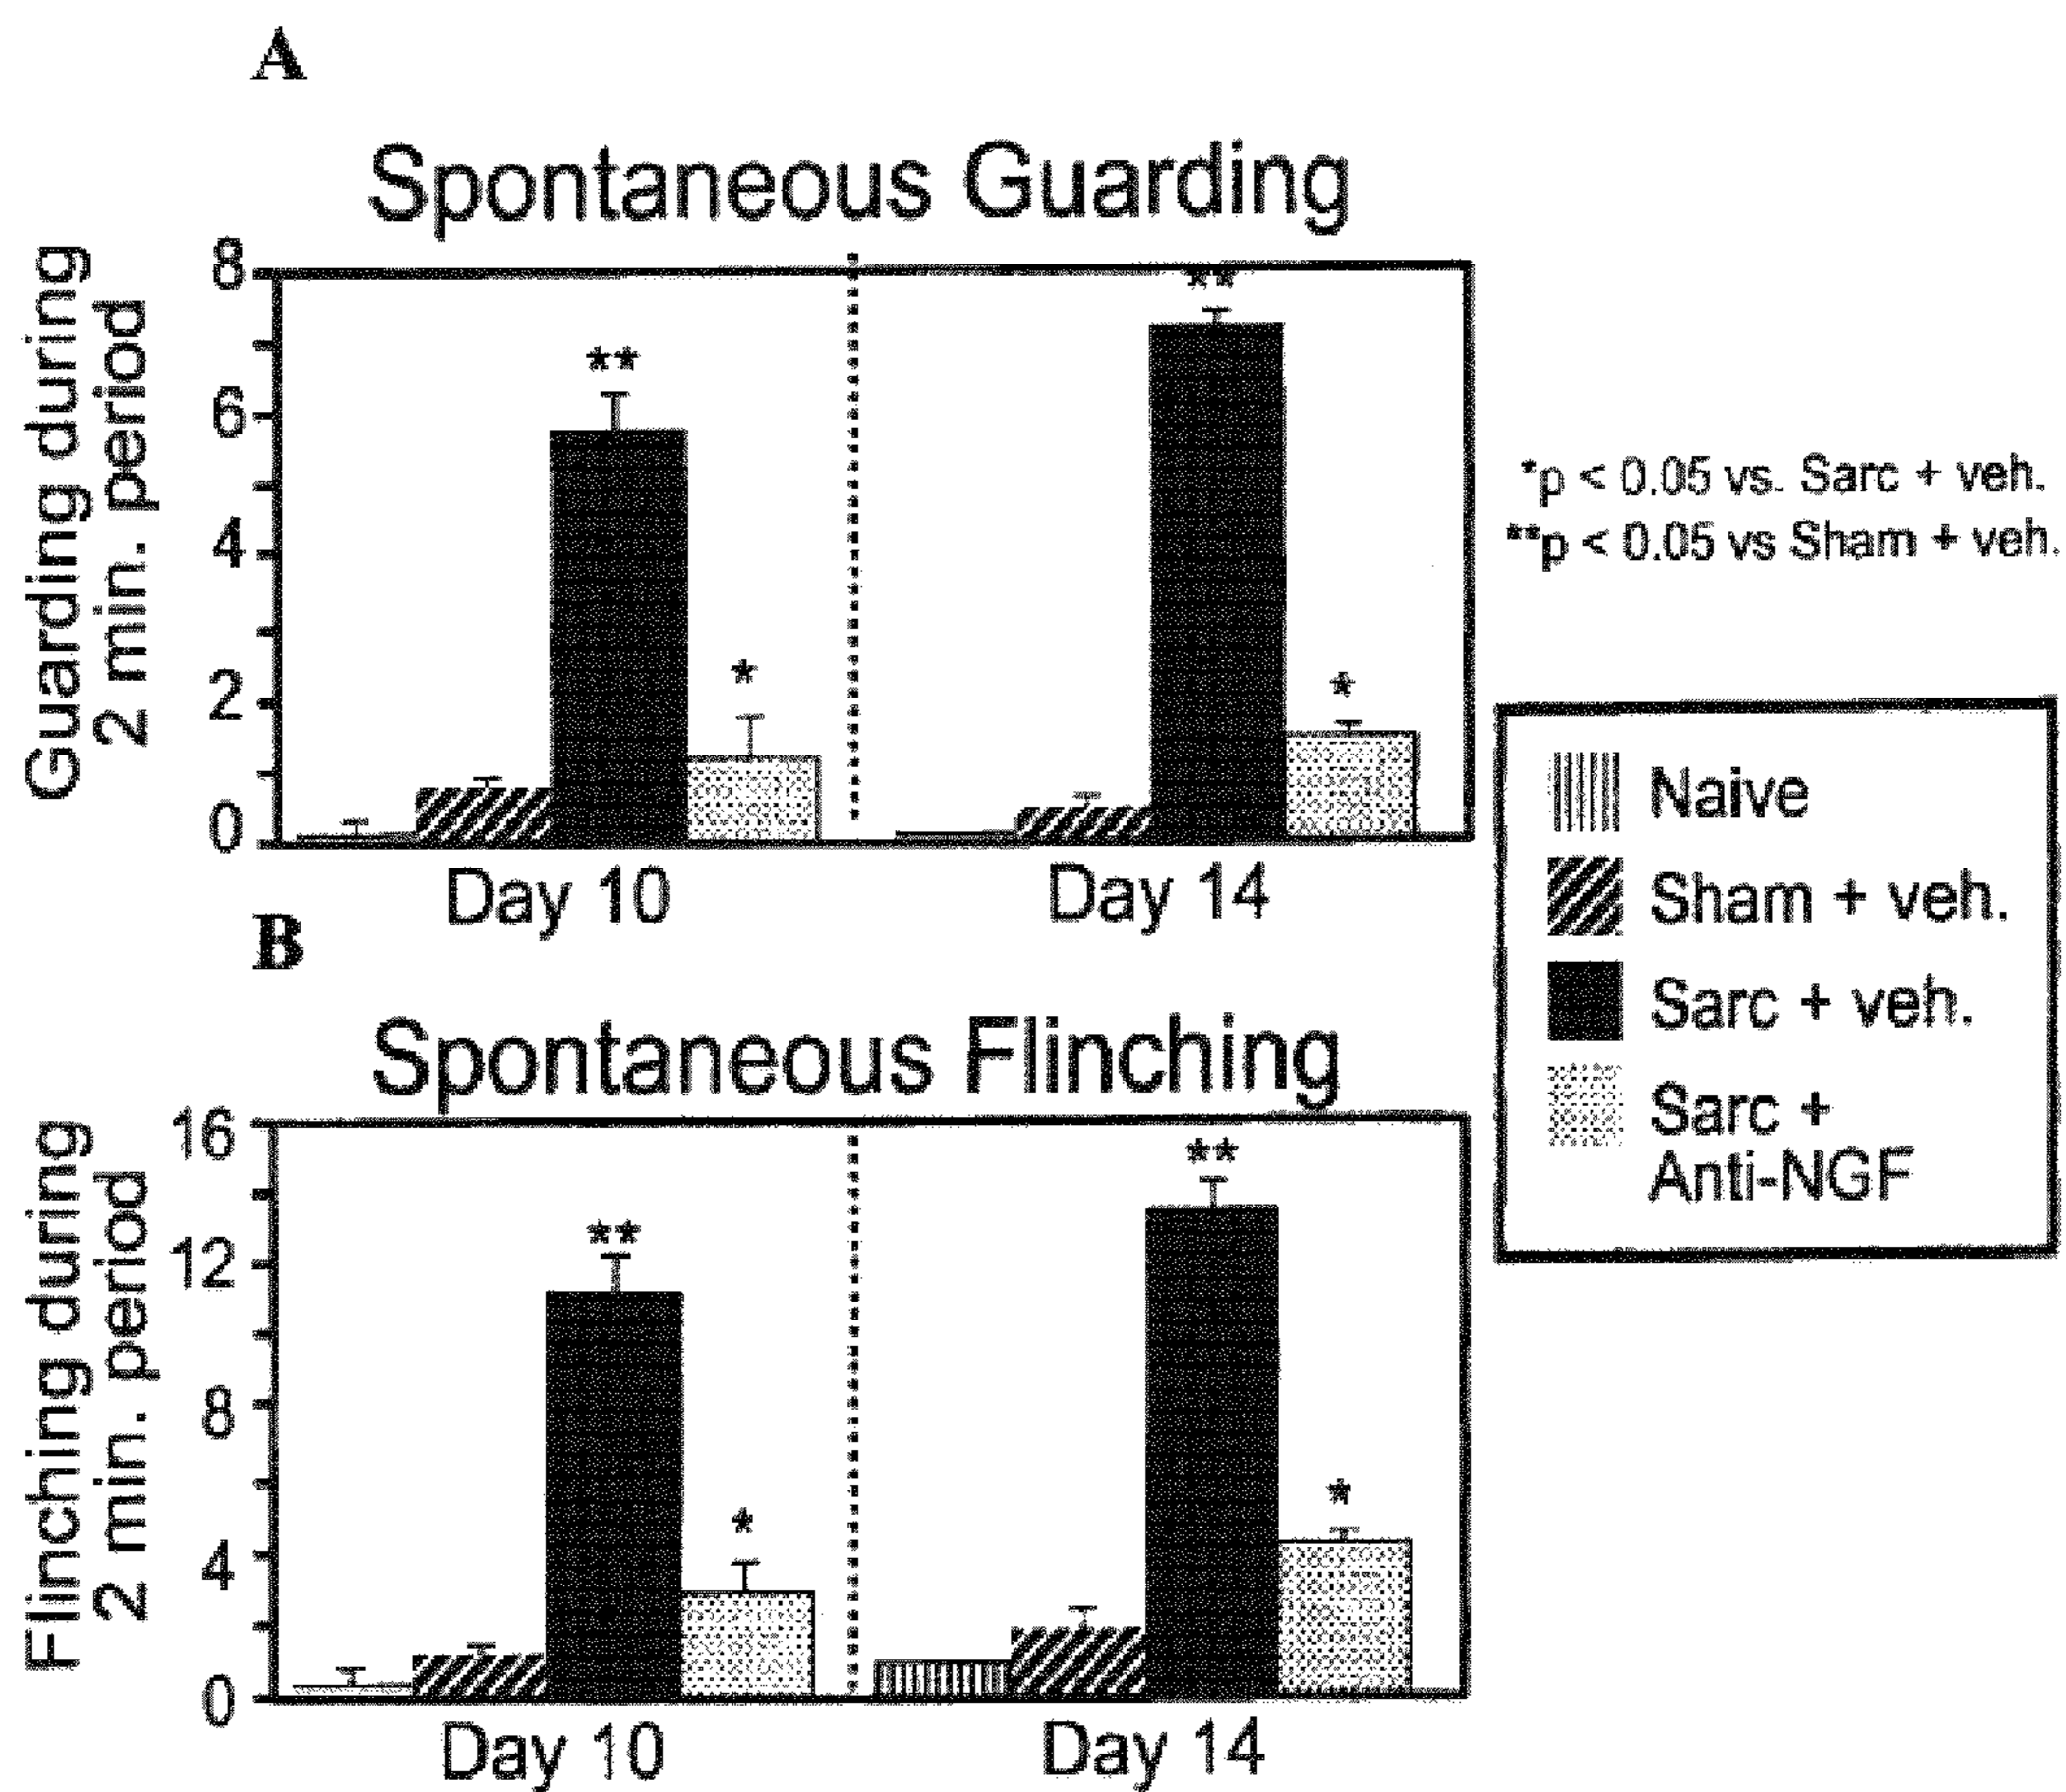 A
Spontaneous Guarding
Guarding during
2 min. period
8
6
4
2
0
**
*
**
*
Day 10
Day 14
*p < 0.05 vs. Sarc + veh.
**p < 0.05 vs Sham + veh.
Naive
Sham + veh.
Sarc + veh.
Sarc +
Anti-NGF
B
Spontaneous Flinching
Flinching during
2 min. period
16
12
8
4
0
**
*
**
*
Day 10
Day 14